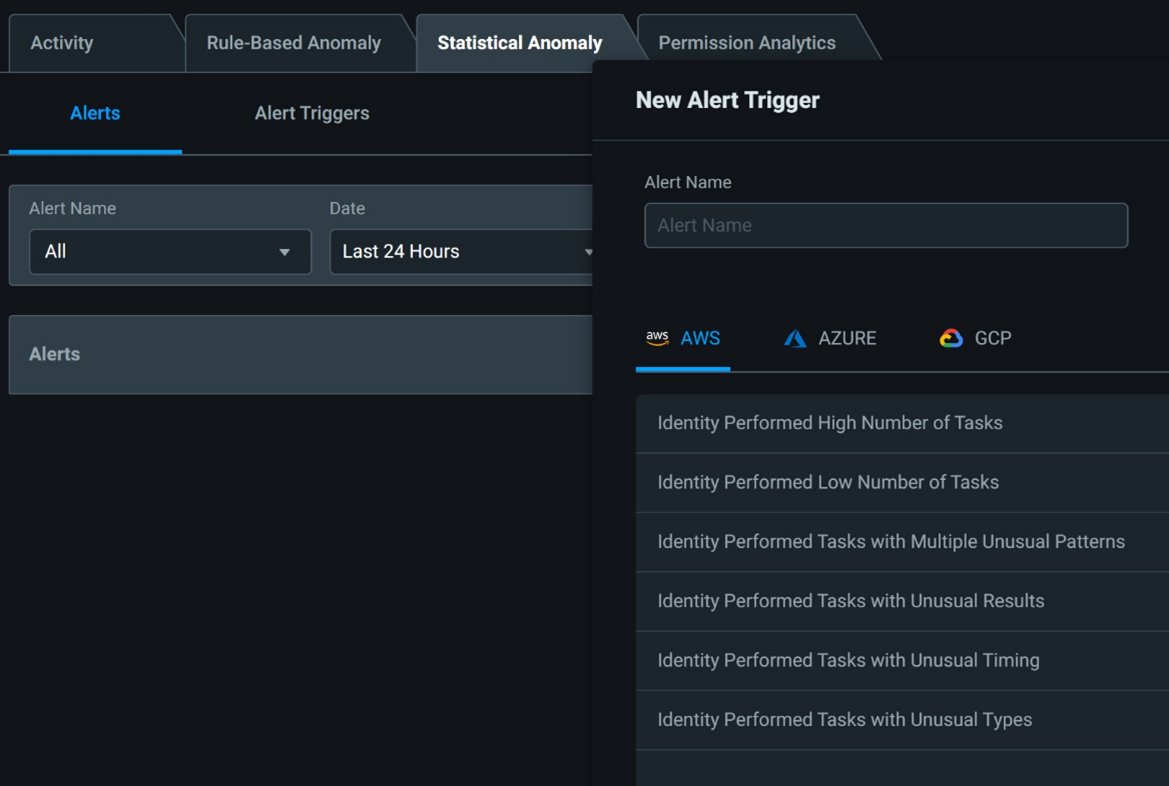 Activity
Rule-Based Anomaly
Statistical Anomaly
Permission Analytics
Alerts
Alert Triggers
Alert Name
Date
All
Last 24 Hours
Alerts
New Alert Trigger
Alert Name
Alert Name
aws AWS
AZURE
GCP
Identity Performed High Number of Tasks
Identity Performed Low Number of Tasks
Identity Performed Tasks with Multiple Unusual Patterns
Identity Performed Tasks with Unusual Results
Identity Performed Tasks with Unusual Timing
Identity Performed Tasks with Unusual Types